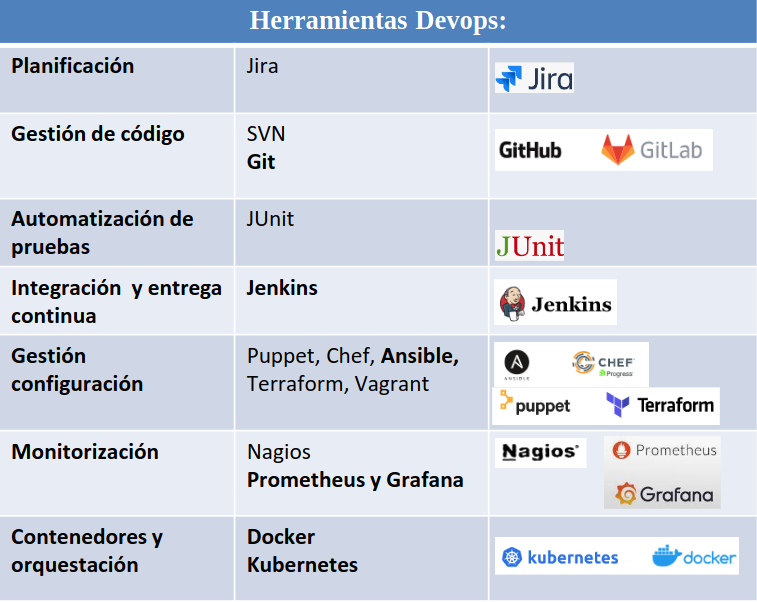 Herramientas Devops:
Planificación
Jira
Jira
Gestión de código
SVN
Git
GitHub
GitLab
Automatización de
pruebas
JUnit
JUnit
Integración y entrega
continua
Jenkins
Jenkins
Gestión
configuración
Puppet, Chef, Ansible,
Terraform, Vagrant
ANSIBLE
CHEF
Progress
puppet
Terraform
Monitorización
Nagios
Prometheus y Grafana
Nagios
Prometheus
Grafana
Contenedores y
orquestación
Docker
Kubernetes
kubernetes
docker